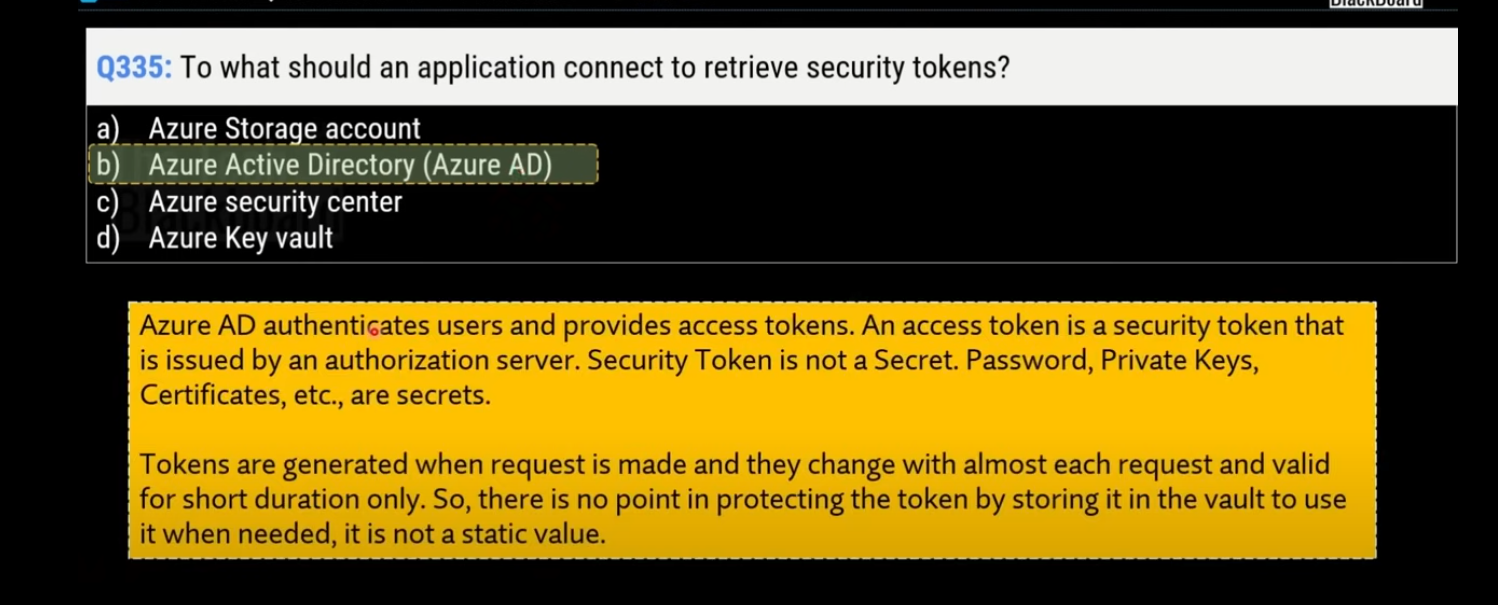 BlackBoard
Q335: To what should an application connect to retrieve security tokens?
a) Azure Storage account
b) Azure Active Directory (Azure AD)
c) Azure security center
d) Azure Key vault
Azure AD authenticates users and provides access tokens. An access token is a security token that
is issued by an authorization server. Security Token is not a Secret. Password, Private Keys,
Certificates, etc., are secrets.
Tokens are generated when request is made and they change with almost each request and valid
for short duration only. So, there is no point in protecting the token by storing it in the vault to use
it when needed, it is not a static value.